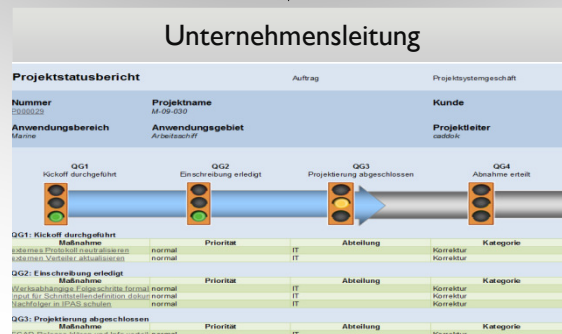 Unternehmensleitung
Projektstatusbericht Auftrag Projektsystemgeschäft
Nummer Projektname Kunde
P000029 M-09-030
Anwendungsbereich Anwendungsgebiet Projektleiter
Marine Arbeitsschiff caddok
QG1 QG2 QG3 QG4
Kickoff durchgeführt Einschreibung erledigt Projektierung abgeschlossen Abnahme erteilt
QG1: Kickoff durchgeführt
Maßnahme Priorität Abteilung Kategorie
externes Protokoll neutralisieren normal IT Korrektur
externen Verteiler aktualisieren normal IT Korrektur
QG2: Einschreibung erledigt
Maßnahme Priorität Abteilung Kategorie
Werksabhängige Folgeschritte formal normal IT Korrektur
Input für Schnittstellendefinition dokum normal IT Korrektur
Nachfolger in IPAS schulen normal IT Korrektur
QG3: Projektierung abgeschlossen
Maßnahme Priorität Abteilung Kategorie